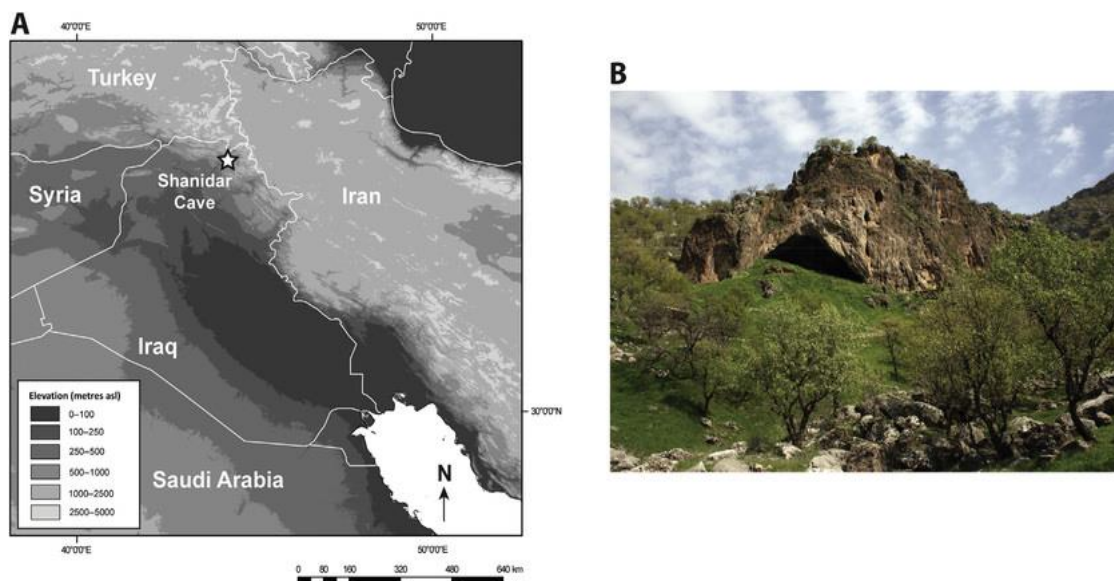 A
40°0'0"E
50°0'0"E
Turkey
Shanidar
Cave
Syria
Iran
Iraq
Elevation (metres asl)
0–100
100–250
250–500
500–1000
1000–2500
2500–5000
Saudi Arabia
30°0'0"N
N
40°0'0"E
50°0'0"E
0 80 160 320 480 640 km
B